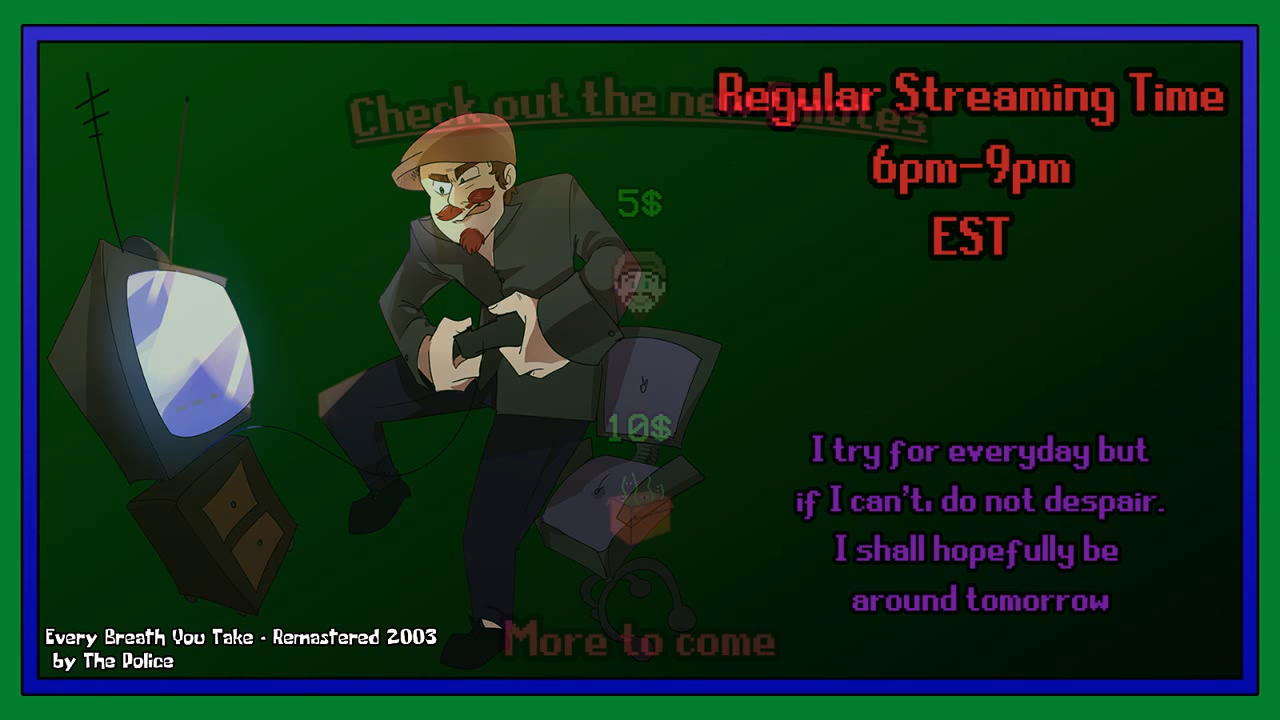 Check out the new Emotes
Regular Streaming Time
6pm-9pm
EST
5$
10$
I try for everyday but
if I can't, do not despair.
I shall hopefully be
around tomorrow
More to come
Every Breath You Take - Remastered 2003
by The Police